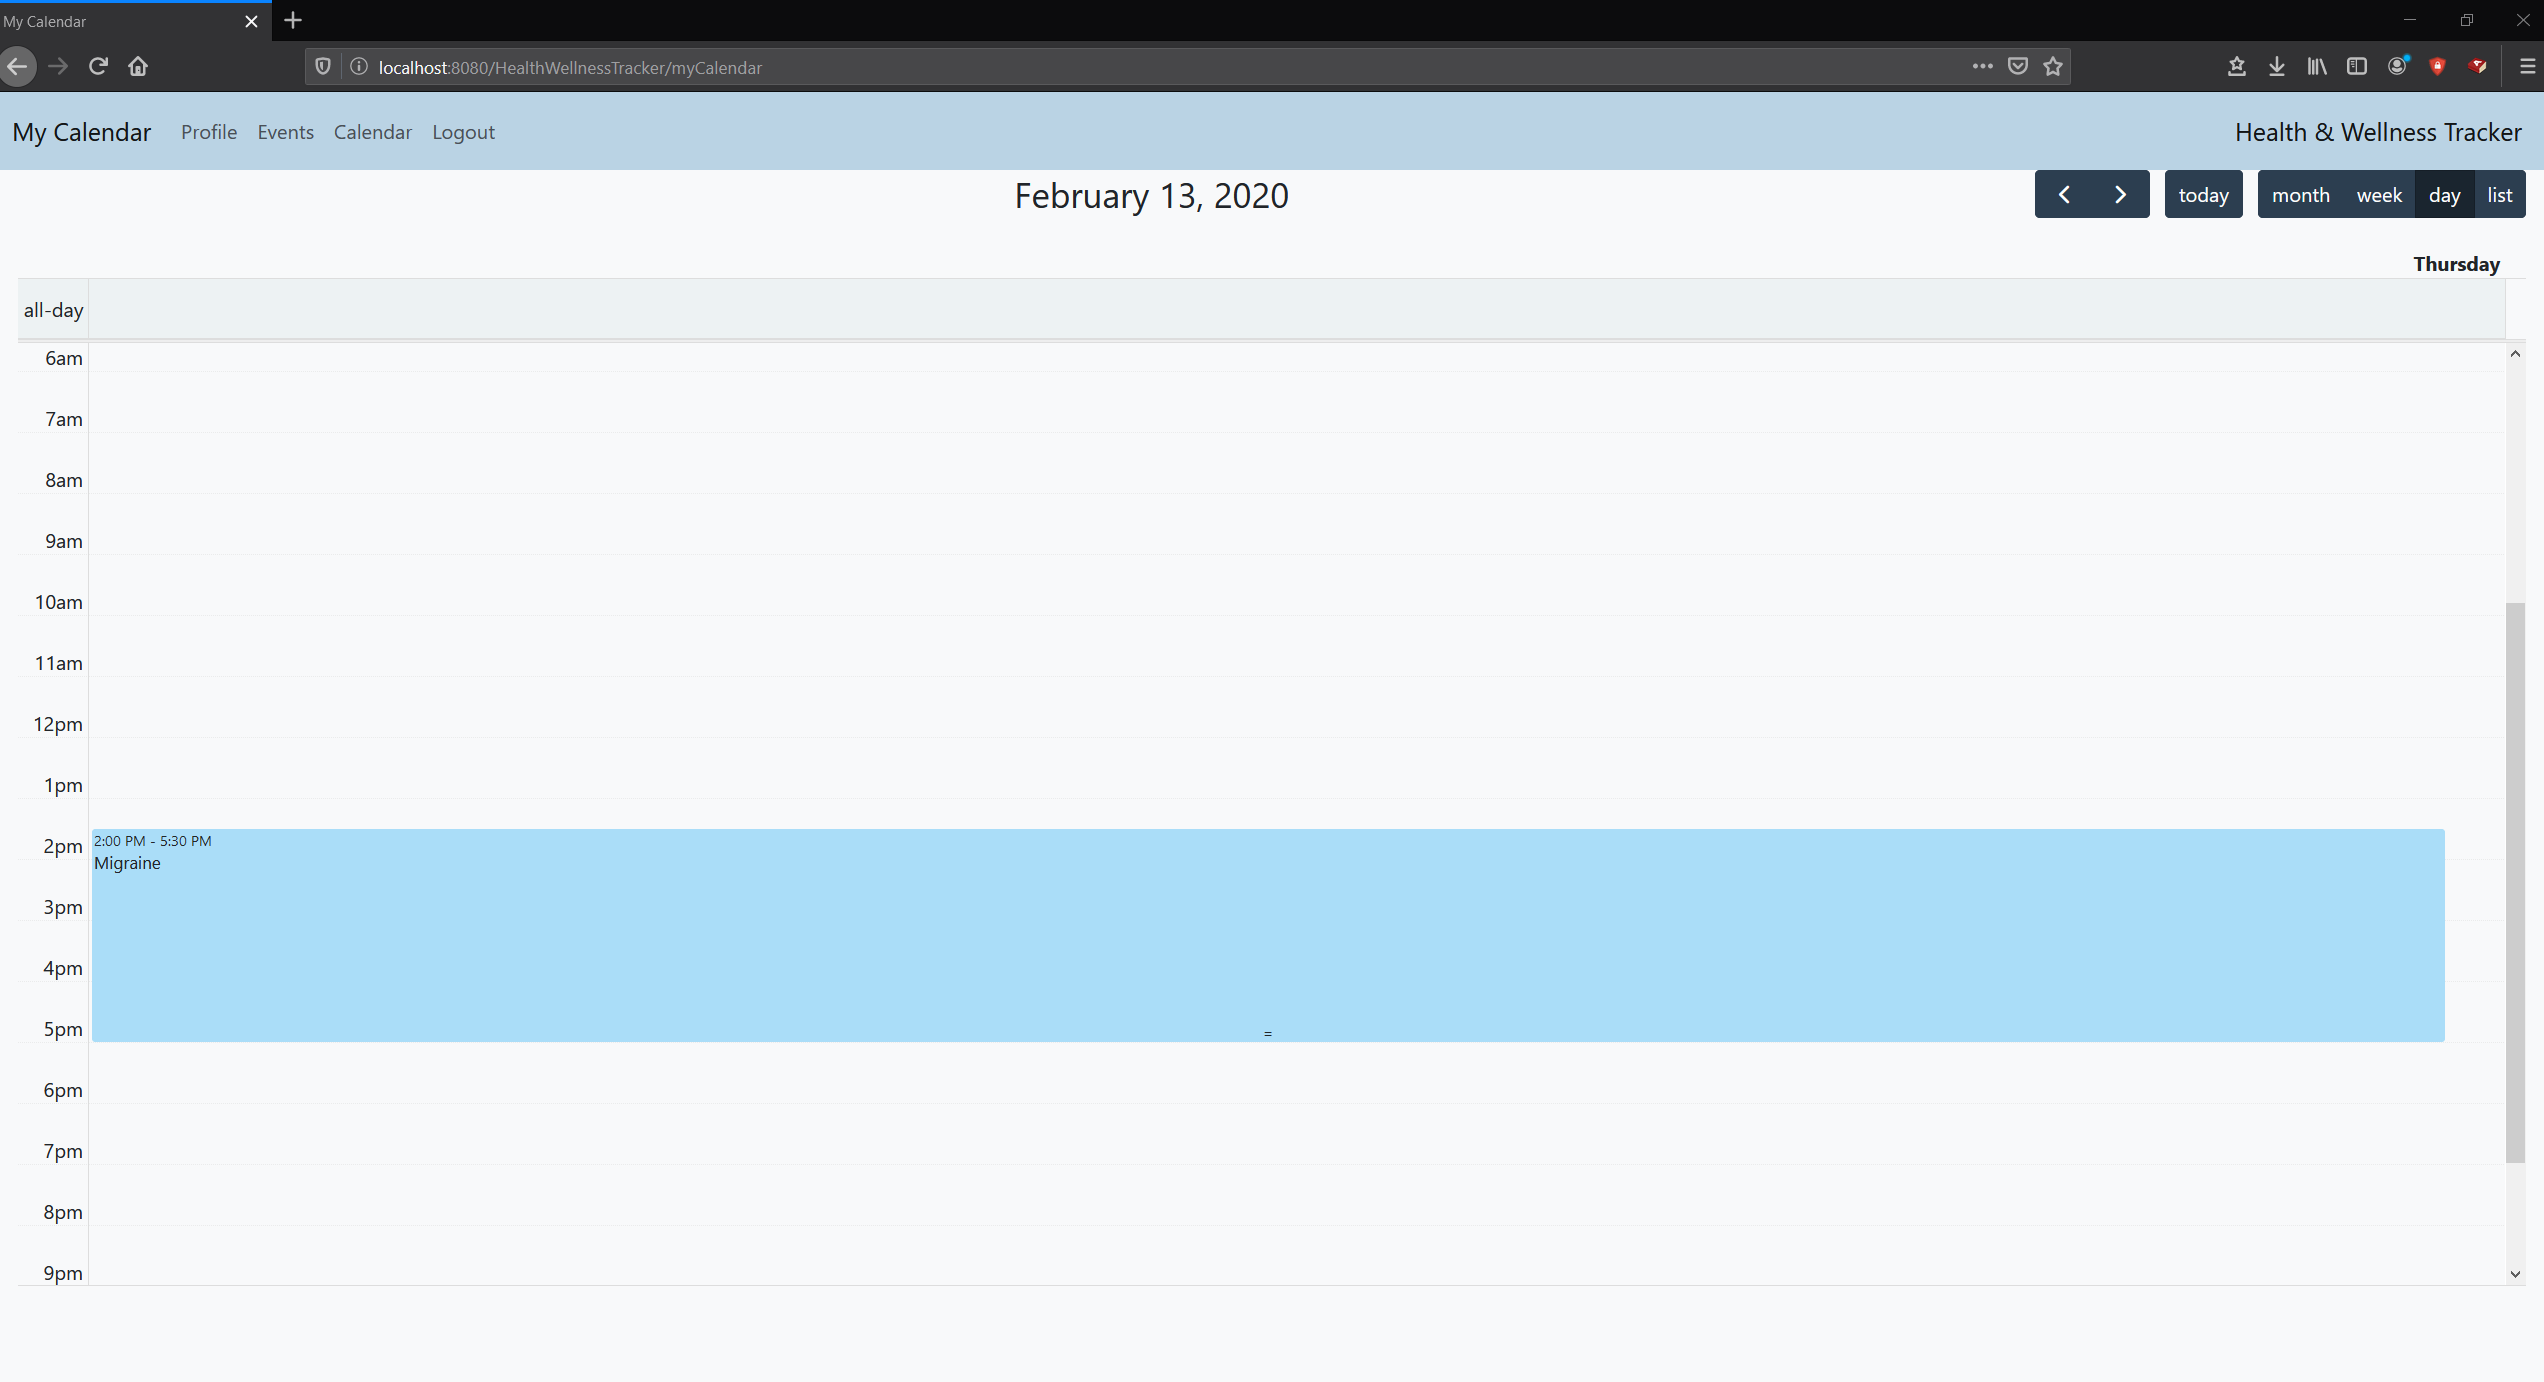 My Calendar
localhost:8080/HealthWellnessTracker/myCalendar
My Calendar Profile Events Calendar Logout Health & Wellness Tracker
February 13, 2020 today month week day list
Thursday
all-day
6am
7am
8am
9am
10am
11am
12pm
1pm
2pm 2:00 PM - 5:30 PM
Migraine
3pm
4pm
5pm
=
6pm
7pm
8pm
9pm